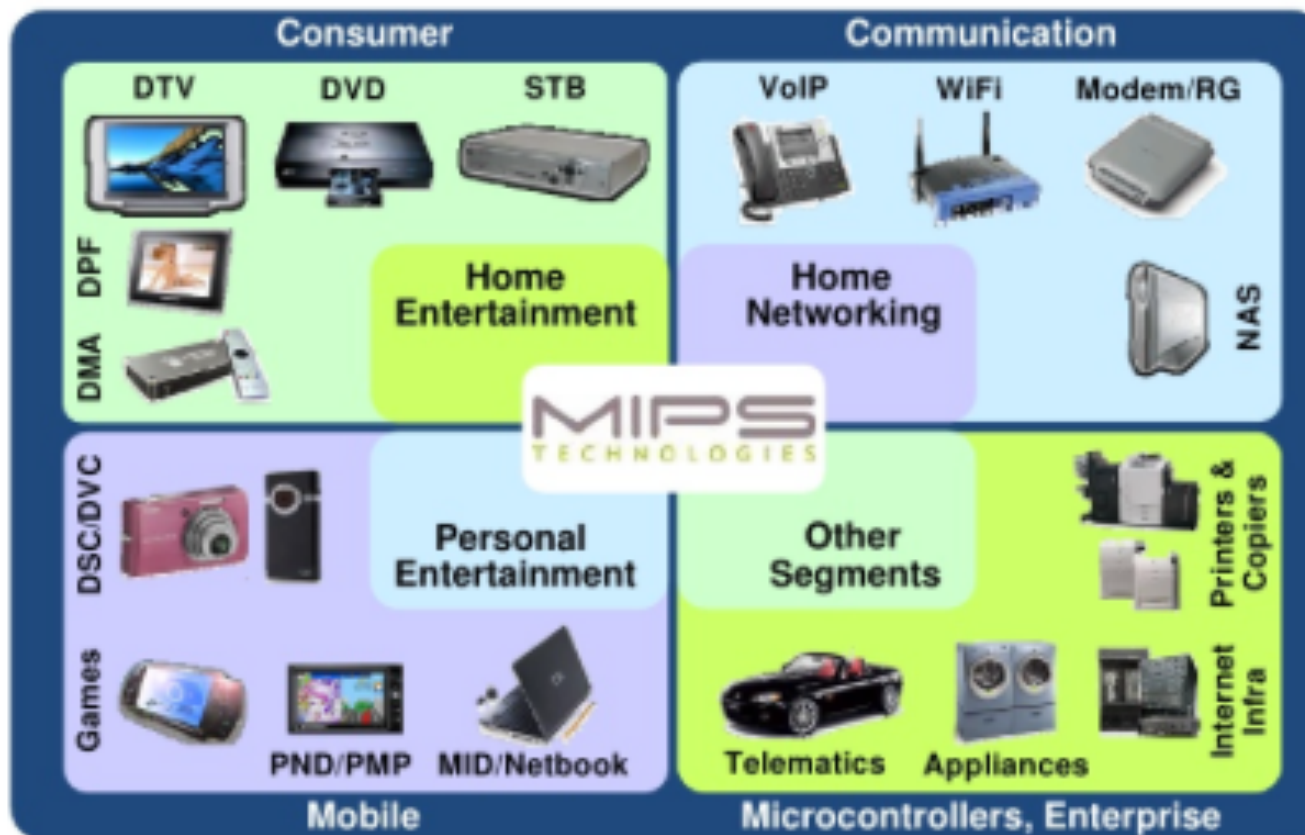 Consumer
Communication
DTV
DVD
STB
VoIP
WiFi
Modem/RG
DPF
DMA
Home
Entertainment
Home
Networking
NAS
MIPS
TECHNOLOGIES
DSC/DVC
Personal
Entertainment
Other
Segments
Printers &
Copiers
Games
PND/PMP
MID/Netbook
Telematics
Appliances
Internet
Infra
Mobile
Microcontrollers, Enterprise